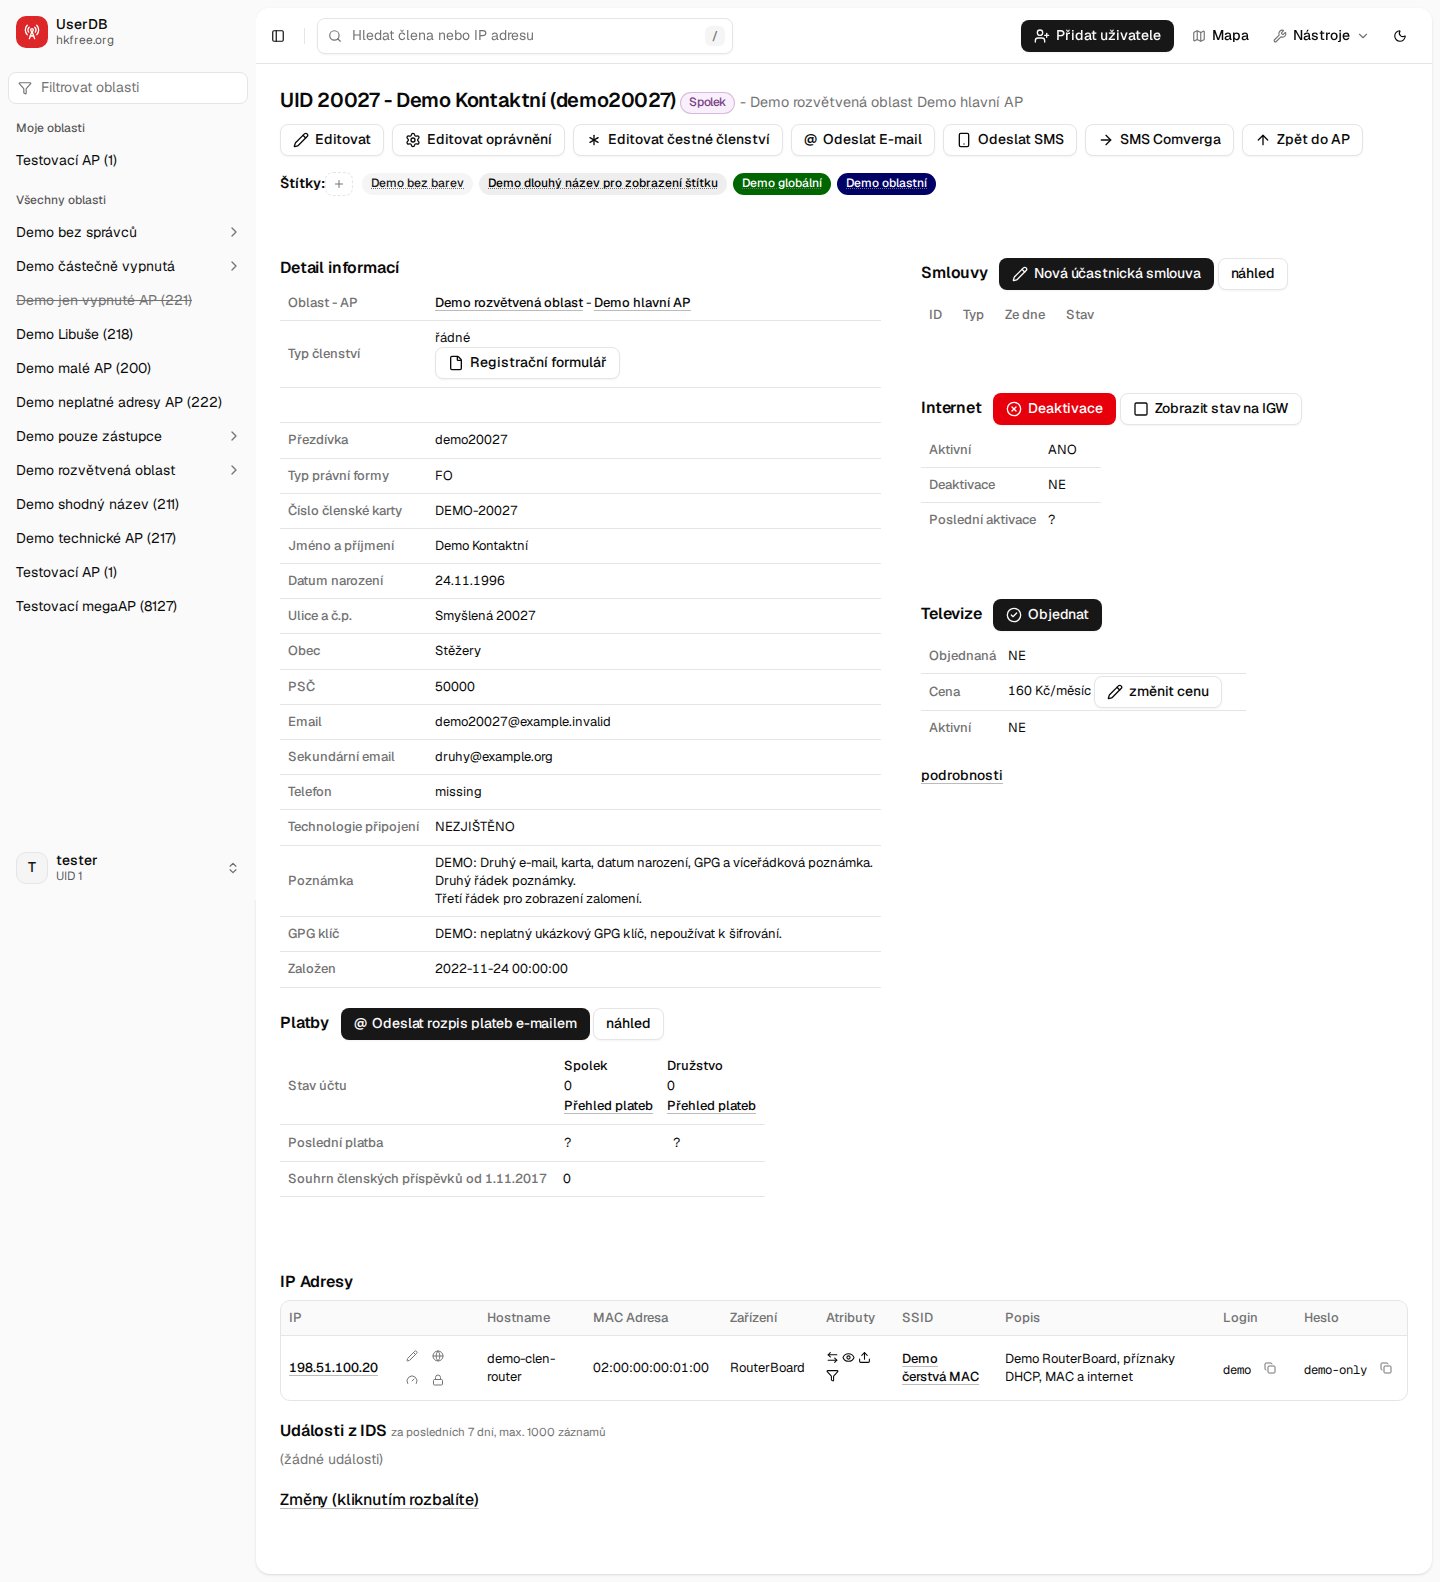 UserDB
hkfree.org
Filtrovat oblasti
Moje oblasti
Testovací AP (1)
Všechny oblasti
Demo bez správců
Demo částečně vypnutá
Demo jen vypnuté AP (221)
Demo Libuše (218)
Demo malé AP (200)
Demo neplatné adresy AP (222)
Demo pouze zástupce
Demo rozvětvená oblast
Demo shodný název (211)
Demo technické AP (217)
Testovací AP (1)
Testovací megaAP (8127)
T
tester
UID 1
Hledat člena nebo IP adresu /
Přidat uživatele
Mapa
Nástroje
UID 20027 - Demo Kontaktní (demo20027) Spolek - Demo rozvětvená oblast Demo hlavní AP
Editovat
Editovat oprávnění
Editovat čestné členství
@ Odeslat E-mail
Odeslat SMS
SMS Comverga
Zpět do AP
Štítky: + Demo bez barev Demo dlouhý název pro zobrazení štítku Demo globální Demo oblastní
Detail informací
Oblast - AP Demo rozvětvená oblast - Demo hlavní AP
Typ členství řádné
Registrační formulář
Přezdívka demo20027
Typ právní formy FO
Číslo členské karty DEMO-20027
Jméno a příjmení Demo Kontaktní
Datum narození 24.11.1996
Ulice a č.p. Smyšlená 20027
Obec Stěžery
PSČ 50000
Email demo20027@example.invalid
Sekundární email druhy@example.org
Telefon missing
Technologie připojení NEZJIŠTĚNO
Poznámka DEMO: Druhý e-mail, karta, datum narození, GPG a víceřádková poznámka.
Druhý řádek poznámky.
Třetí řádek pro zobrazení zalomení.
GPG klíč DEMO: neplatný ukázkový GPG klíč, nepoužívat k šifrování.
Založen 2022-11-24 00:00:00
Smlouvy Nová účastnická smlouva náhled
ID Typ Ze dne Stav
Internet Deaktivace Zobrazit stav na IGW
Aktivní ANO
Deaktivace NE
Poslední aktivace ?
Televize Objednat
Objednaná NE
Cena 160 Kč/měsíc změnit cenu
Aktivní NE
podrobnosti
Platby @ Odeslat rozpis plateb e-mailem náhled
Spolek Družstvo
Stav účtu 0 0
Přehled plateb Přehled plateb
Poslední platba ? ?
Souhrn členských příspěvků od 1.11.2017 0
IP Adresy
IP Hostname MAC Adresa Zařízení Atributy SSID Popis Login Heslo
198.51.100.20 demo-clen-router 02:00:00:00:01:00 RouterBoard Demo čerstvá MAC Demo RouterBoard, příznaky DHCP, MAC a internet demo demo-only
Události z IDS za posledních 7 dní, max. 1000 záznamů
(žádné události)
Změny (kliknutím rozbalíte)